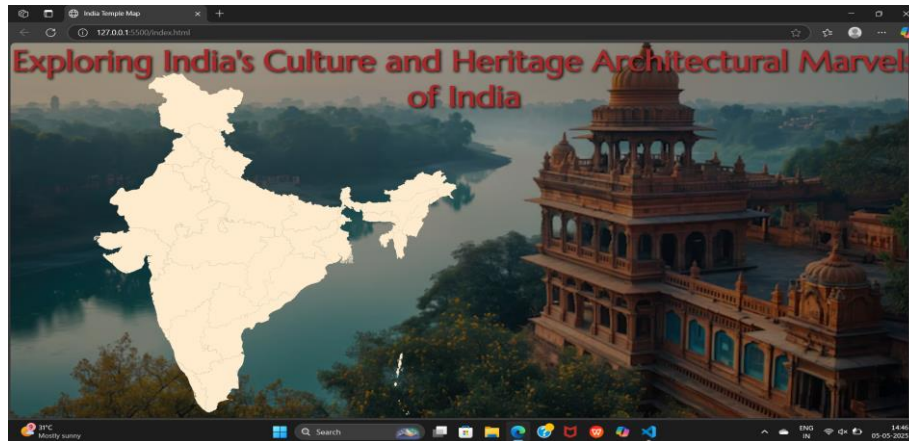 India Temple Map
127.0.0.1:5500/index.html
Exploring India's Culture and Heritage Architectural Marvels
of India
31°C
Mostly sunny
Search
ENG
IN
14:46
05-05-2025